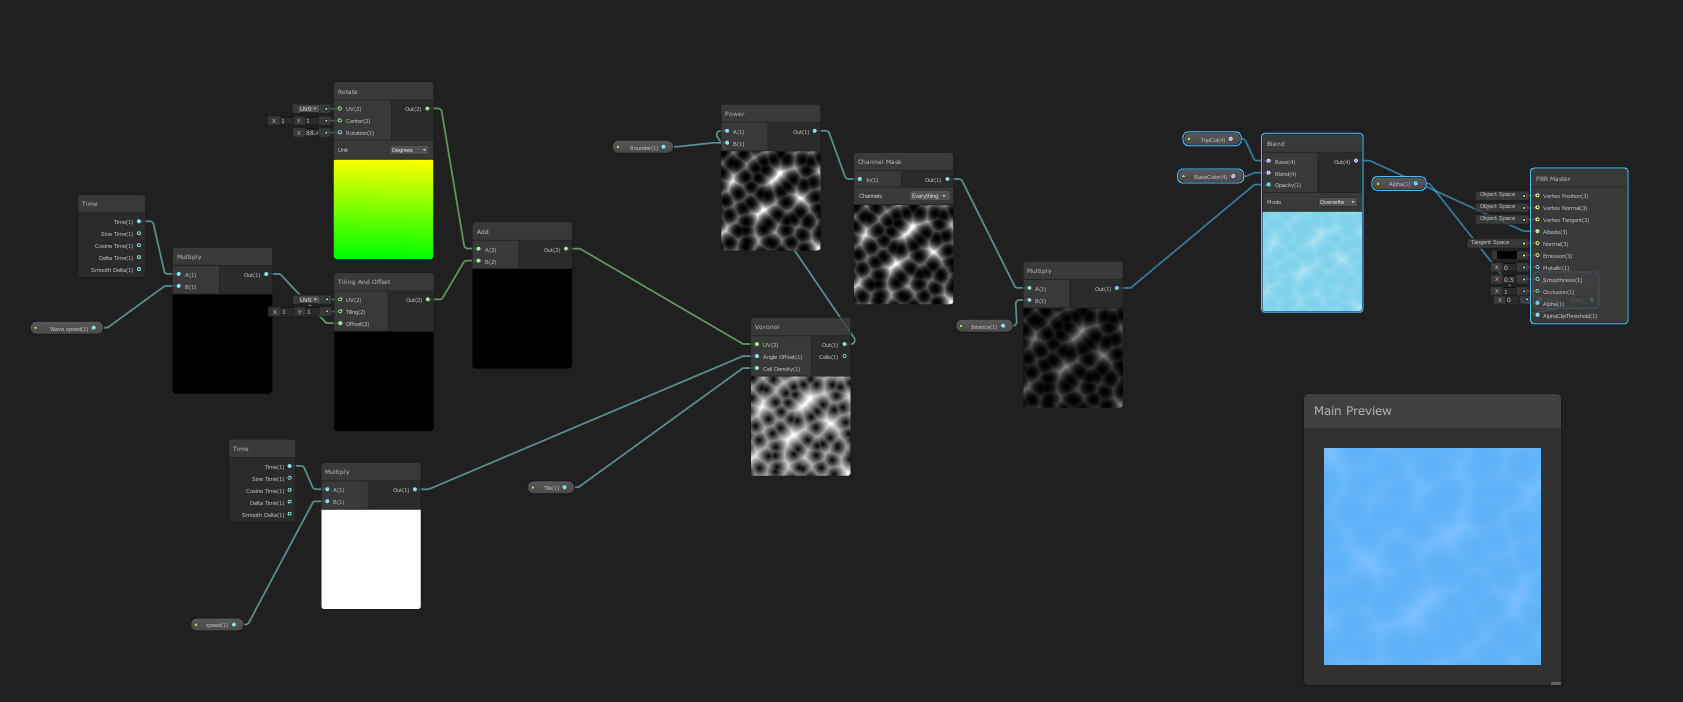 Rotate
UV0
UV(2)
Out(2)
X 1 Y 1
Center(2)
X 88.
Rotation(1)
Unit
Degrees
Time
Time(1)
Sine Time(1)
Cosine Time(1)
Delta Time(1)
Smooth Delta(1)
Wave speed(1)
Multiply
A(1)
Out(1)
B(1)
Tiling And Offset
UV0
UV(2)
Out(2)
X 1 Y 1
Tiling(2)
Offset(2)
Add
A(2)
Out(2)
B(2)
Time
Time(1)
Sine Time(1)
Cosine Time(1)
Delta Time(1)
Smooth Delta(1)
speed(1)
Multiply
A(1)
Out(1)
B(1)
Tile(1)
Rounder(1)
Power
A(1)
Out(1)
B(1)
Voronoi
UV(2)
Out(1)
Angle Offset(1)
Cells(1)
Cell Density(1)
Channel Mask
In(1)
Out(1)
Channels
Everything
Intence(1)
Multiply
A(1)
Out(1)
B(1)
TopCol(4)
BaseColor(4)
Blend
Base(4)
Out(4)
Blend(4)
Opacity(1)
Mode
Overwrite
Alpha(1)
PBR Master
Object Space
Vertex Position(3)
Object Space
Vertex Normal(3)
Object Space
Vertex Tangent(3)
Albedo(3)
Tangent Space
Normal(3)
Emission(3)
X 0
Metallic(1)
X 0.5
Smoothness(1)
X 1
Occlusion(1)
X 0
Alpha(1)
AlphaClipThreshold(1)
Main Preview